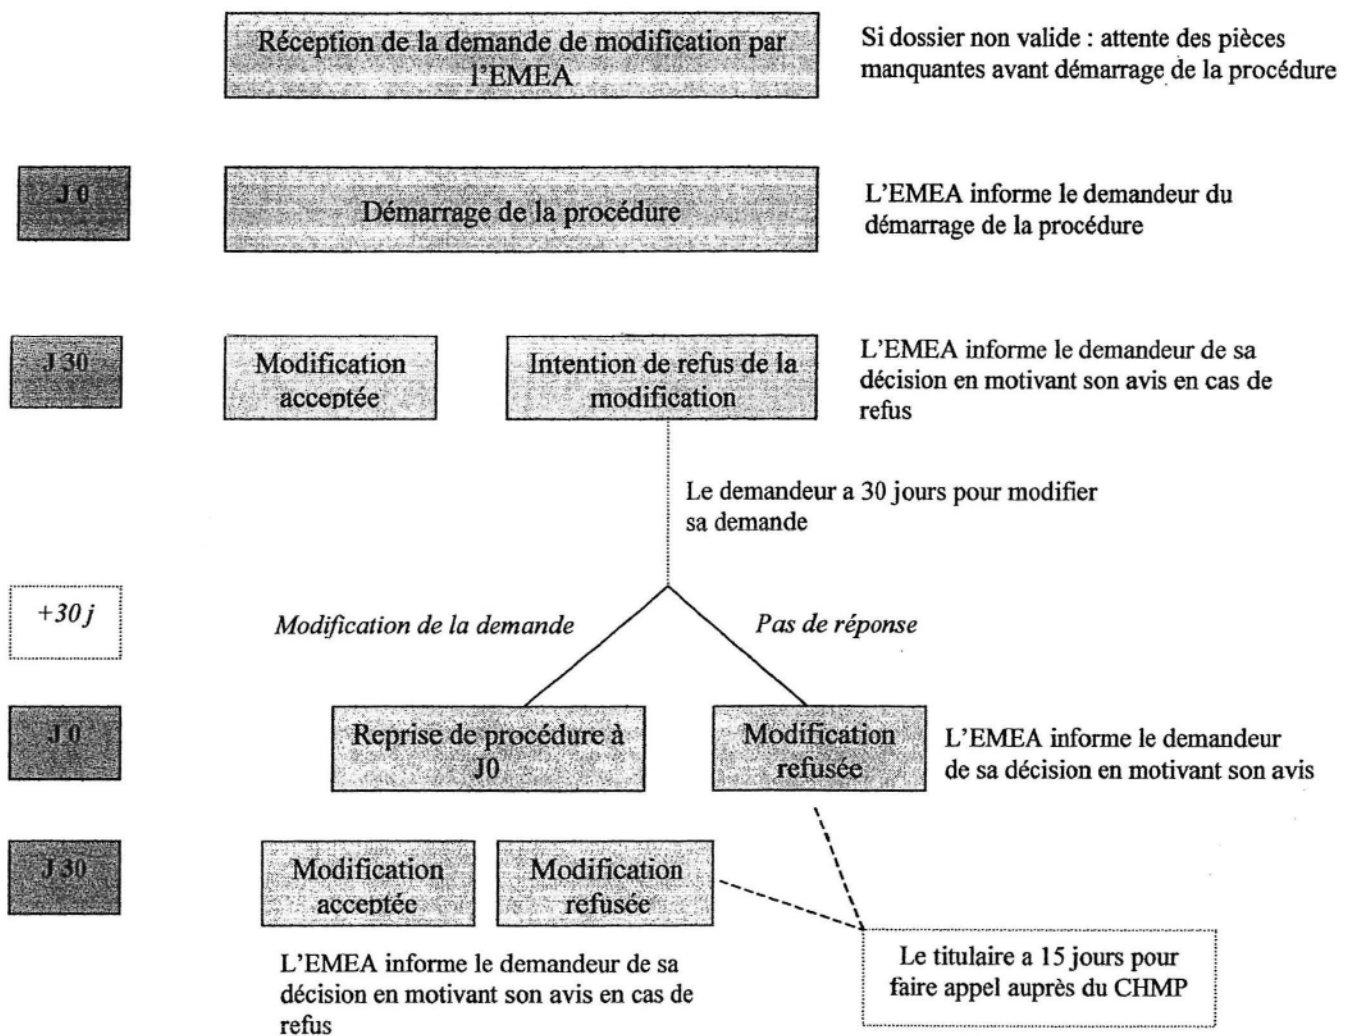 Réception de la demande de modification par
l'EMEA
Si dossier non valide : attente des pièces
manquantes avant démarrage de la procédure
J 0
Démarrage de la procédure
L'EMEA informe le demandeur du
démarrage de la procédure
J 30
Modification
acceptée
Intention de refus de la
modification
L'EMEA informe le demandeur de sa
décision en motivant son avis en cas de
refus
Le demandeur a 30 jours pour modifier
sa demande
+30 j
Modification de la demande
Pas de réponse
J 0
Reprise de procédure à
J0
Modification
refusée
L'EMEA informe le demandeur
de sa décision en motivant son avis
J 30
Modification
acceptée
Modification
refusée
L'EMEA informe le demandeur de sa
décision en motivant son avis en cas de
refus
Le titulaire a 15 jours pour
faire appel auprès du CHMP